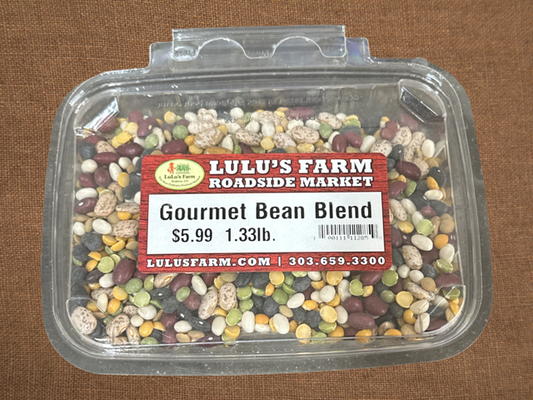 LuLu's Farm
LULU'S FARM
ROADSIDE MARKET
Gourmet Bean Blend
$5.99 1.33lb.
LULUSFARM.COM | 303.659.3300